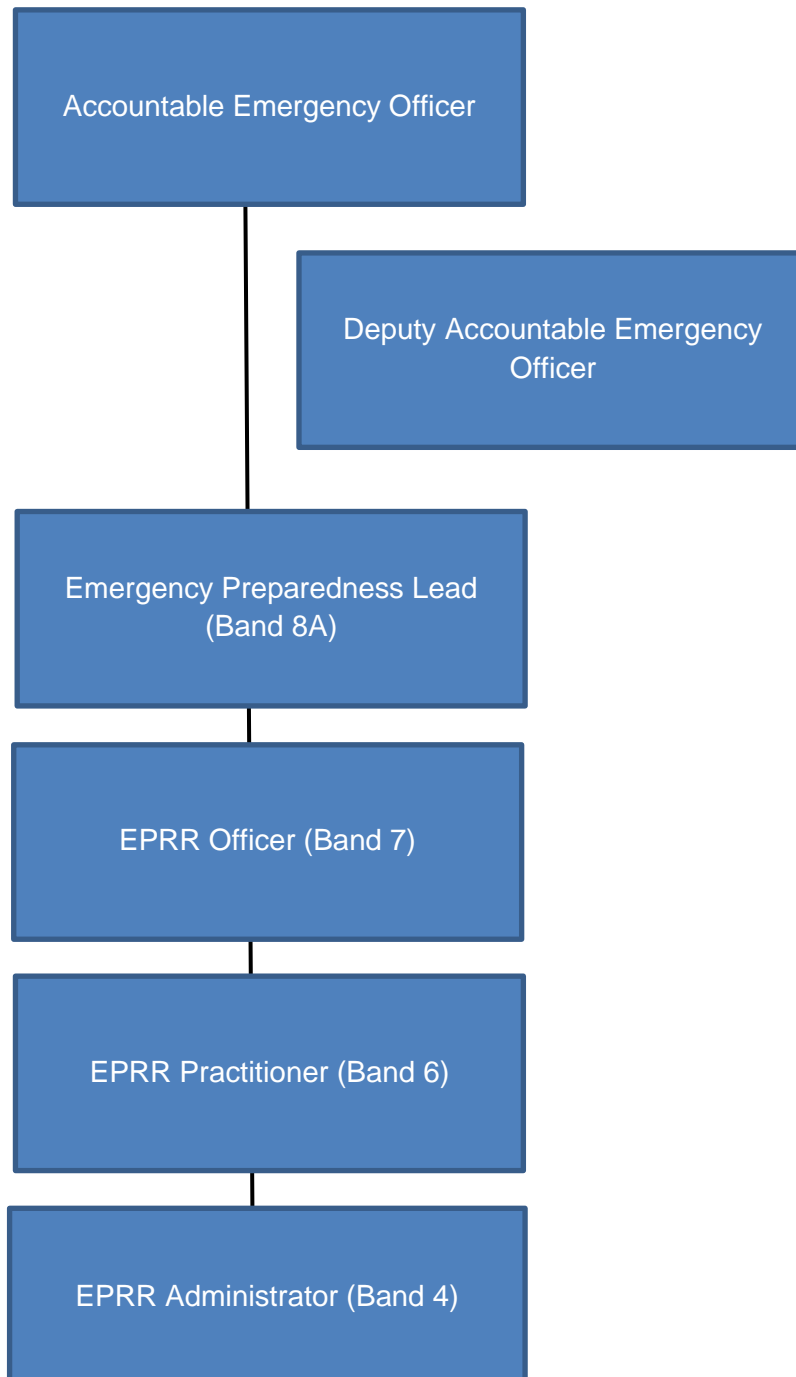 Accountable Emergency Officer
Deputy Accountable Emergency
Officer
Emergency Preparedness Lead
(Band 8A)
EPRR Officer (Band 7)
EPRR Practitioner (Band 6)
EPRR Administrator (Band 4)